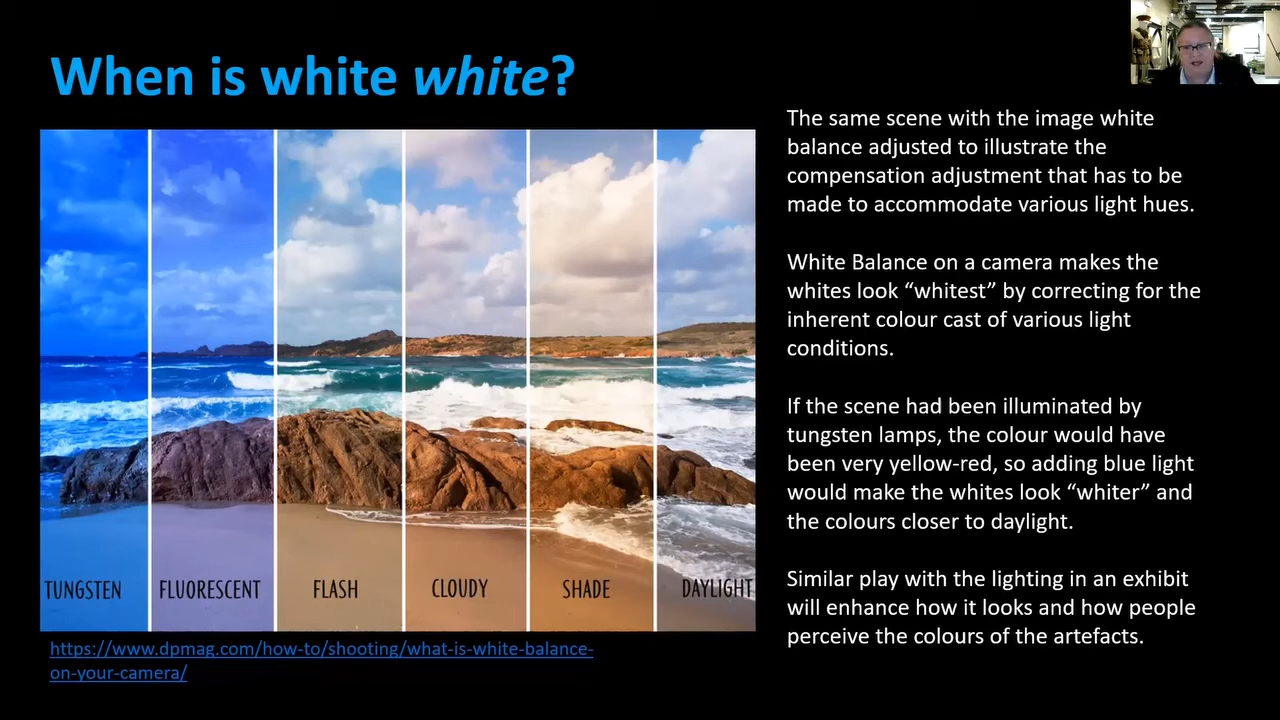 When is white white?
The same scene with the image white
balance adjusted to illustrate the
compensation adjustment that has to be
made to accommodate various light hues.
White Balance on a camera makes the
whites look “whitest” by correcting for the
inherent colour cast of various light
conditions.
If the scene had been illuminated by
tungsten lamps, the colour would have
been very yellow-red, so adding blue light
would make the whites look “whiter” and
the colours closer to daylight.
Similar play with the lighting in an exhibit
will enhance how it looks and how people
perceive the colours of the artefacts.
TUNGSTEN FLUORESCENT FLASH CLOUDY SHADE DAYLIGHT
https://www.dpmag.com/how-to/shooting/what-is-white-balance-
on-your-camera/